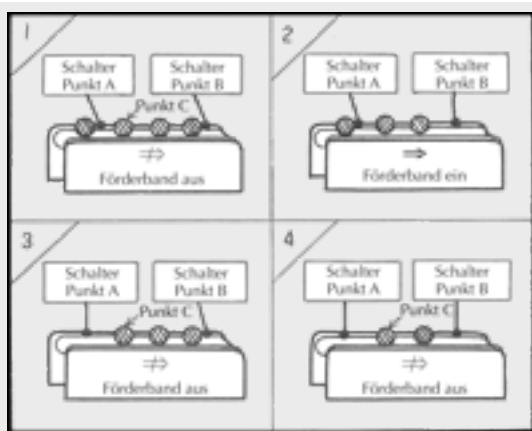 1
Schalter
Punkt A
Schalter
Punkt B
Punkt C
Förderband aus
2
Schalter
Punkt A
Schalter
Punkt B
Förderband ein
3
Schalter
Punkt A
Schalter
Punkt B
Punkt C
Förderband aus
4
Schalter
Punkt A
Schalter
Punkt B
Punkt C
Förderband aus